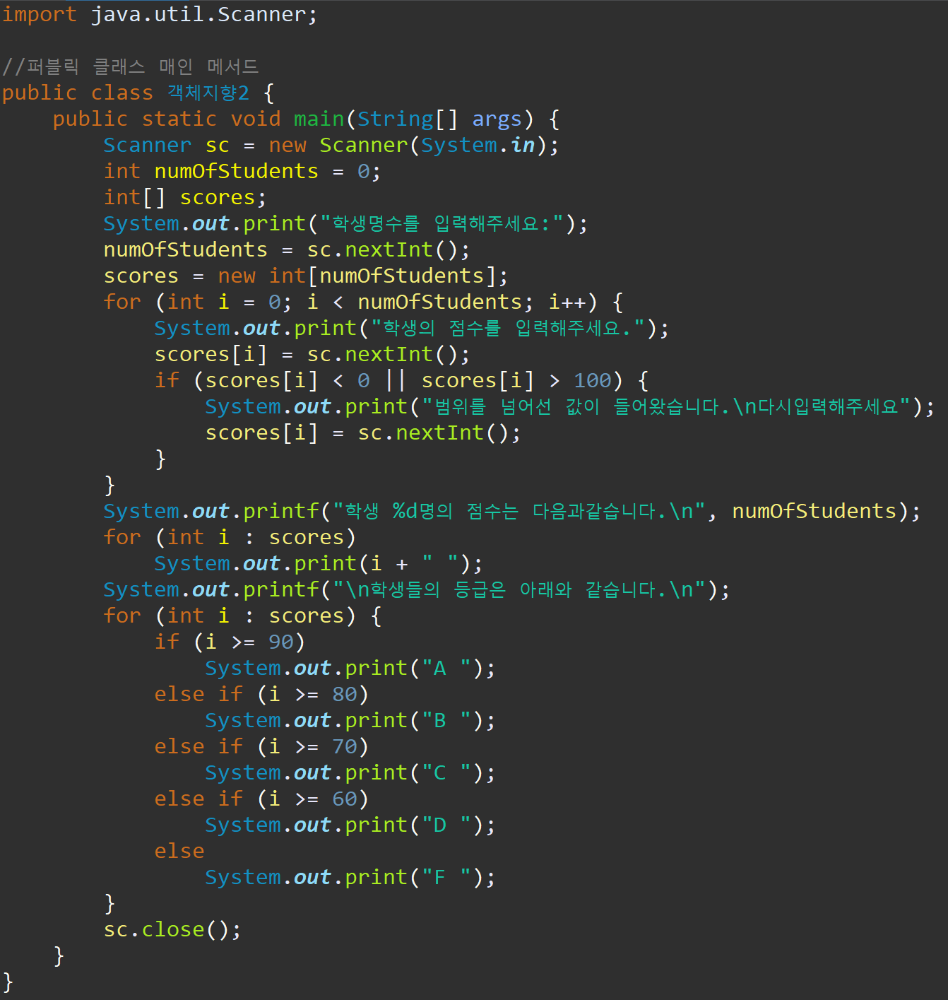 import java.util.Scanner;

//퍼블릭 클래스 매인 메서드
public class 객체지향2 {
    public static void main(String[] args) {
        Scanner sc = new Scanner(System.in);
        int numOfStudents = 0;
        int[] scores;
        System.out.print("학생명수를 입력해주세요:");
        numOfStudents = sc.nextInt();
        scores = new int[numOfStudents];
        for (int i = 0; i < numOfStudents; i++) {
            System.out.print("학생의 점수를 입력해주세요.");
            scores[i] = sc.nextInt();
            if (scores[i] < 0 || scores[i] > 100) {
                System.out.print("범위를 넘어선 값이 들어왔습니다.\n다시입력해주세요");
                scores[i] = sc.nextInt();
            }
        }
        System.out.printf("학생 %d명의 점수는 다음과같습니다.\n", numOfStudents);
        for (int i : scores)
            System.out.print(i + " ");
        System.out.printf("\n학생들의 등급은 아래와 같습니다.\n");
        for (int i : scores) {
            if (i >= 90)
                System.out.print("A ");
            else if (i >= 80)
                System.out.print("B ");
            else if (i >= 70)
                System.out.print("C ");
            else if (i >= 60)
                System.out.print("D ");
            else
                System.out.print("F ");
        }
        sc.close();
    }
}